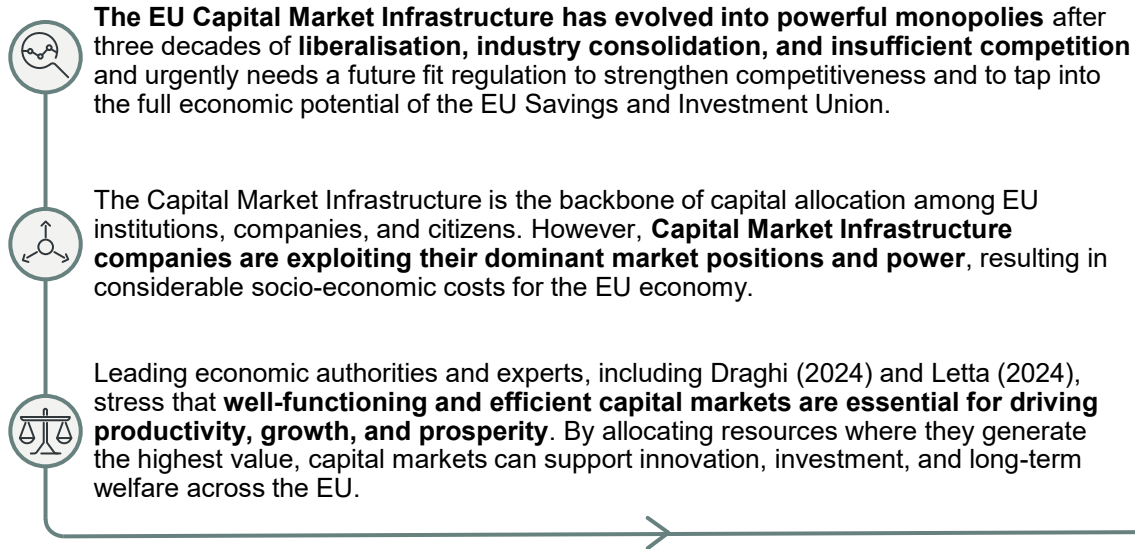 The EU Capital Market Infrastructure has evolved into powerful monopolies after
three decades of liberalisation, industry consolidation, and insufficient competition
and urgently needs a future fit regulation to strengthen competitiveness and to tap into
the full economic potential of the EU Savings and Investment Union.
The Capital Market Infrastructure is the backbone of capital allocation among EU
institutions, companies, and citizens. However, Capital Market Infrastructure
companies are exploiting their dominant market positions and power, resulting in
considerable socio-economic costs for the EU economy.
Leading economic authorities and experts, including Draghi (2024) and Letta (2024),
stress that well-functioning and efficient capital markets are essential for driving
productivity, growth, and prosperity. By allocating resources where they generate
the highest value, capital markets can support innovation, investment, and long-term
welfare across the EU.